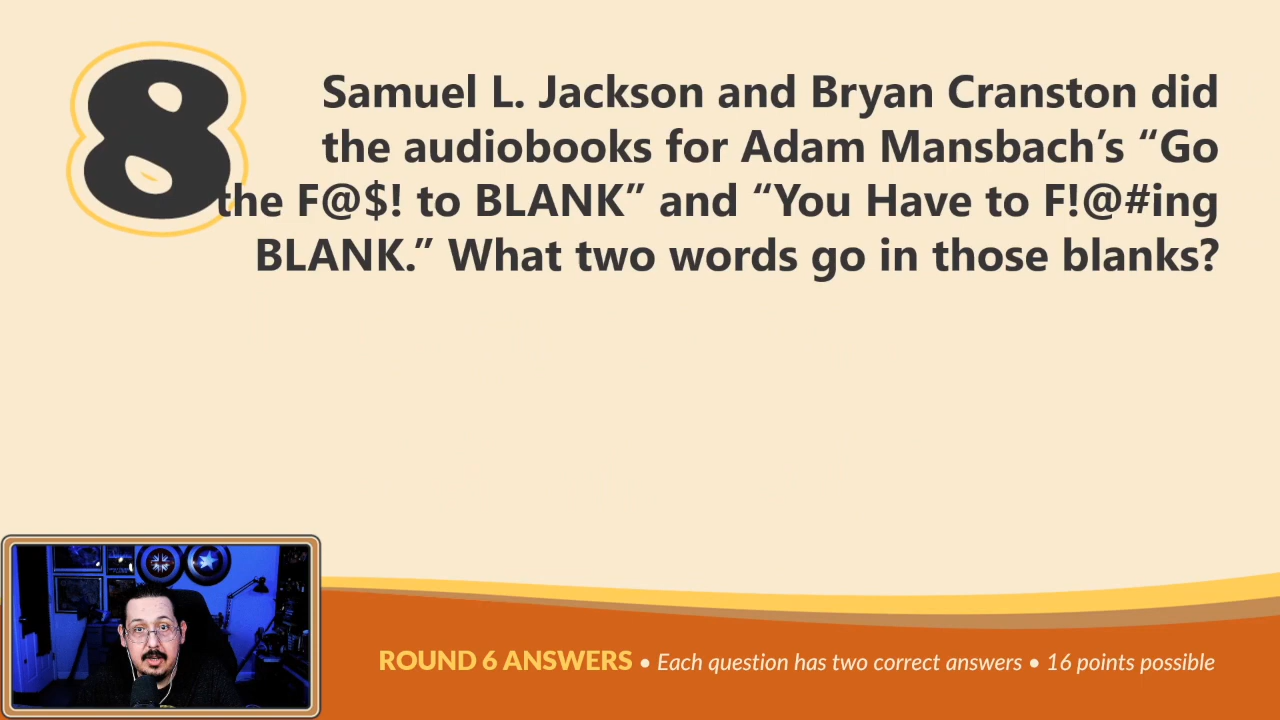 8
Samuel L. Jackson and Bryan Cranston did
the audiobooks for Adam Mansbach’s “Go
the F@$! to BLANK” and “You Have to F!@#ing
BLANK.” What two words go in those blanks?
ROUND 6 ANSWERS • Each question has two correct answers • 16 points possible